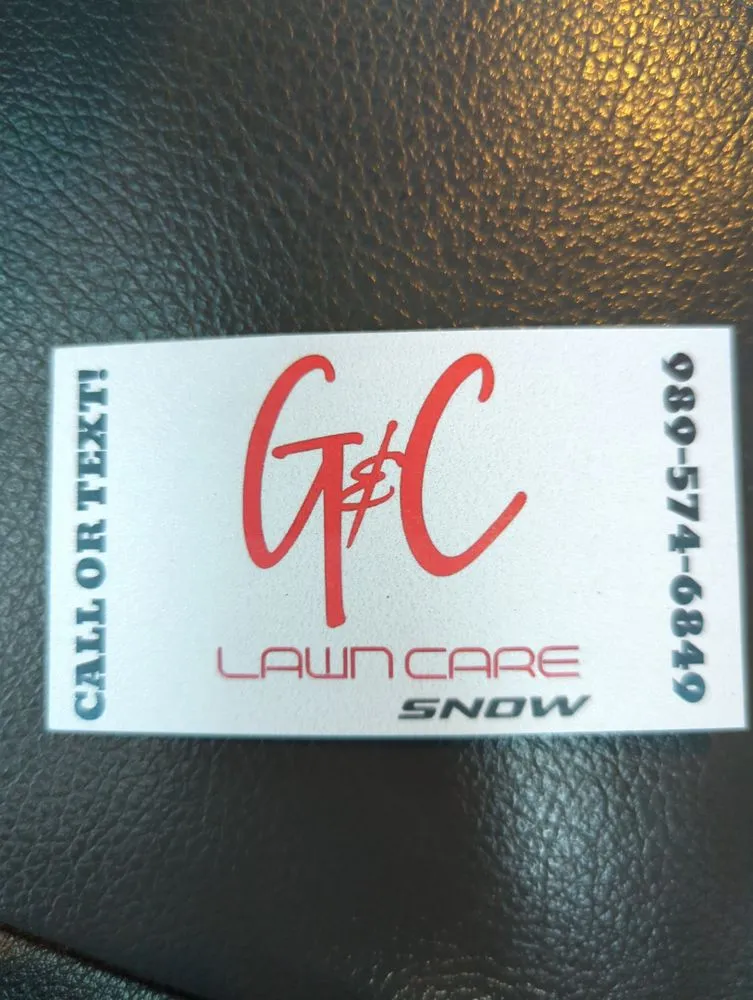 CALL OR TEXT!
G&C
LAWN CARE
SNOW
989-574-6849